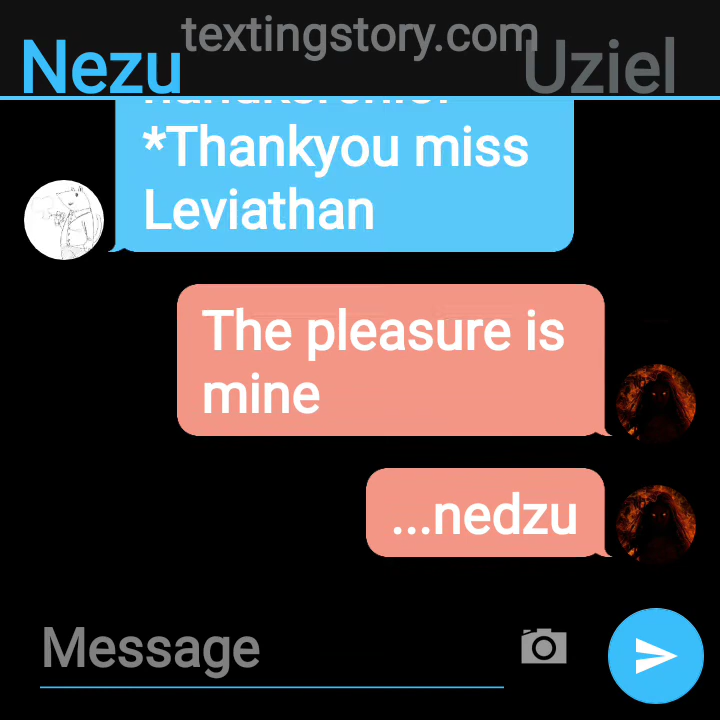 textingstory.com
Nezu Uziel
*Thankyou miss
Leviathan
The pleasure is
mine
...nedzu
Message